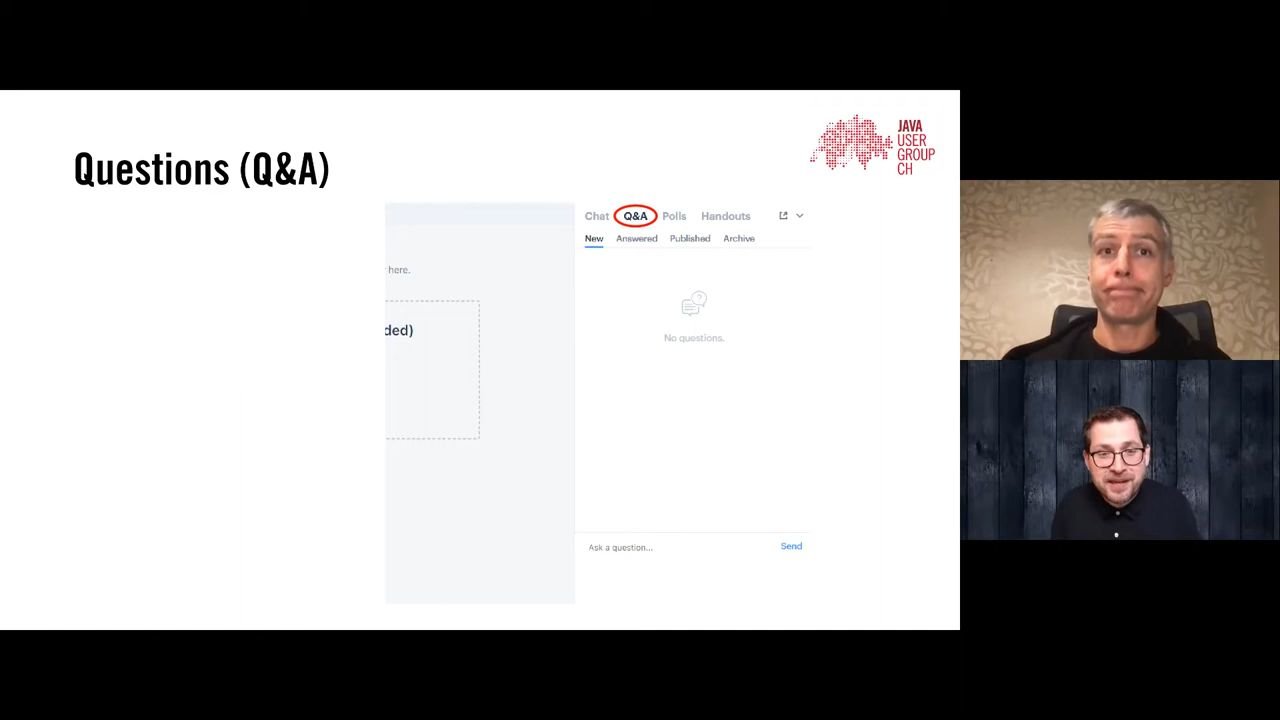 Questions (Q&A)
JAVA
USER
GROUP
CH
Chat Q&A Polls Handouts
New Answered Published Archive
here.
ded)
No questions.
Ask a question... Send